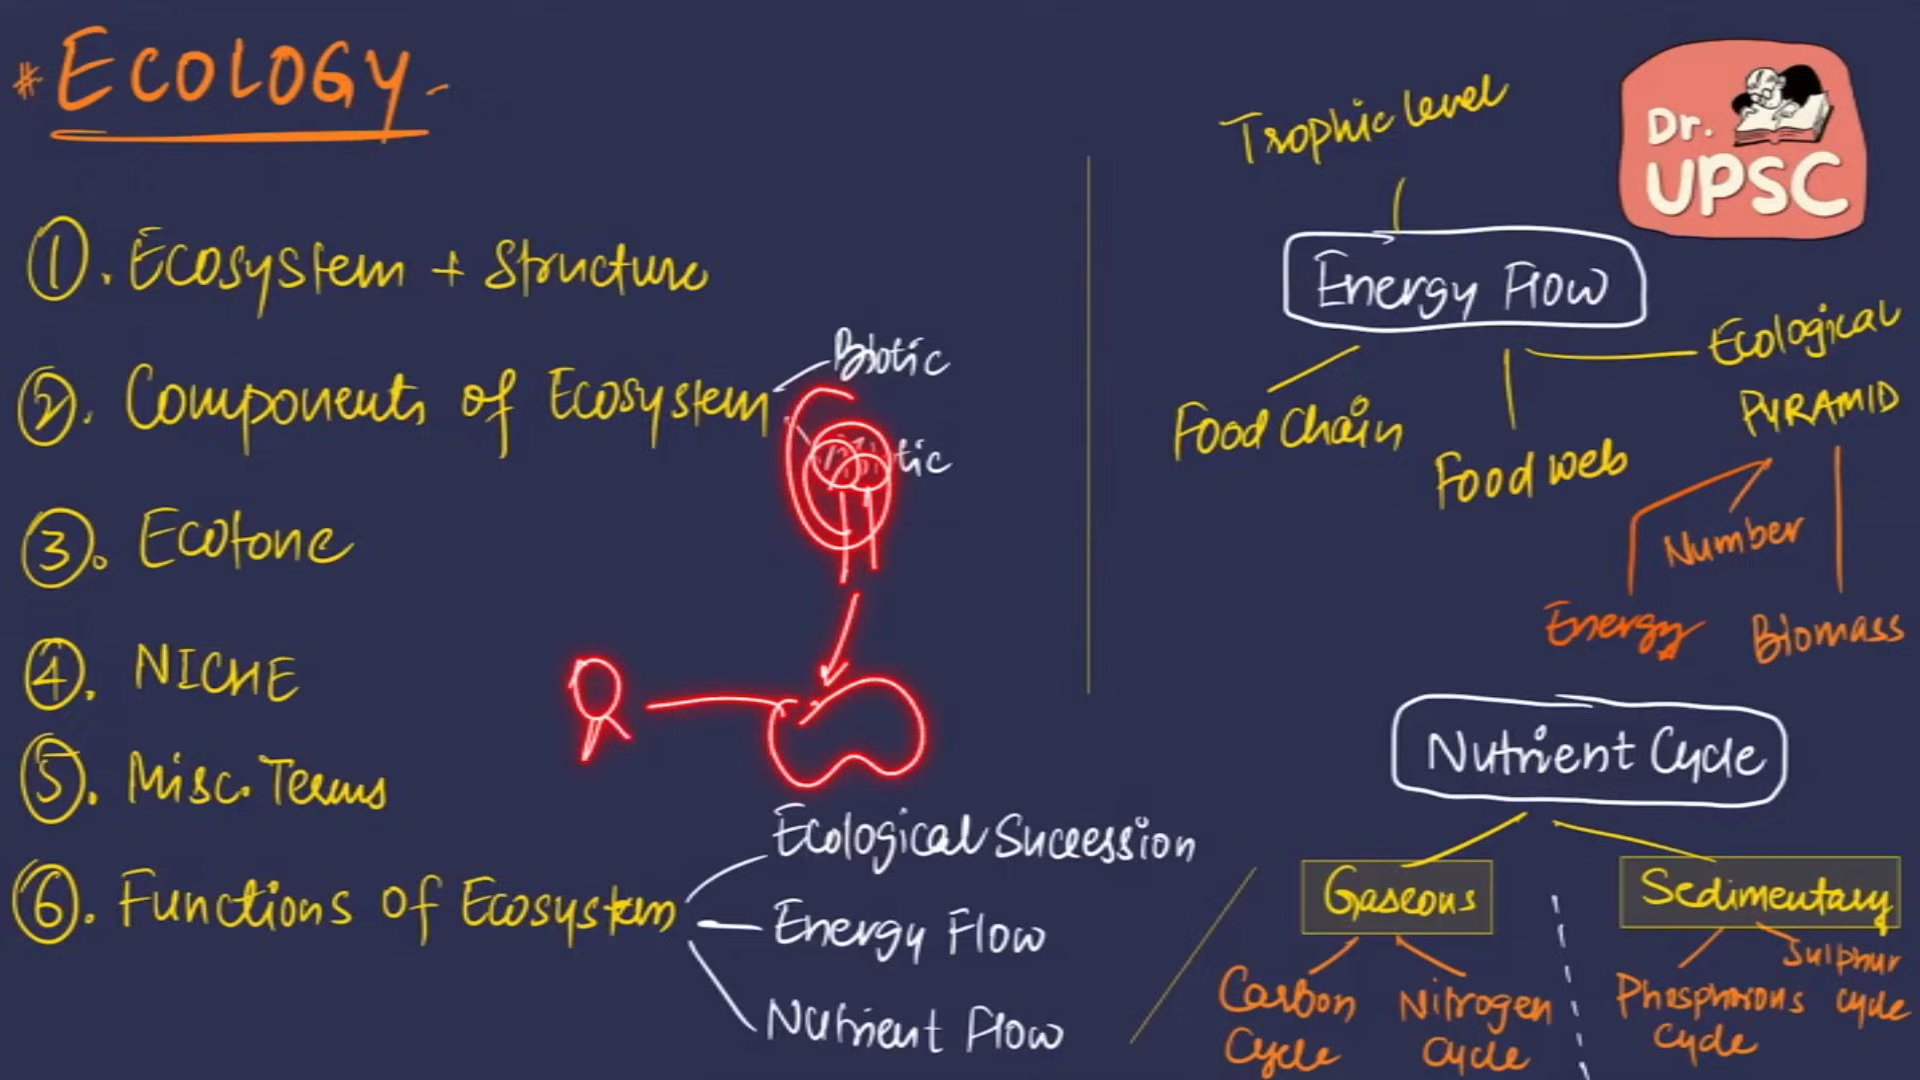 * ECOLOGY -
1. Ecosystem + Structure
2. Components of Ecosystem
Biotic
3. Ecotone
4. NICHE
5. Misc. Terms
6. Functions of Ecosystem
Ecological Succession
Energy Flow
Nutrient Flow
Trophic level
Energy Flow
Food Chain
Food web
Ecological
PYRAMID
Number
Energy
Biomass
Dr.
UPSC
Nutrient Cycle
Gaseous
Carbon
Cycle
Nitrogen
Cycle
Sedimentary
Phosphorous
Cycle
Sulphur
cycle